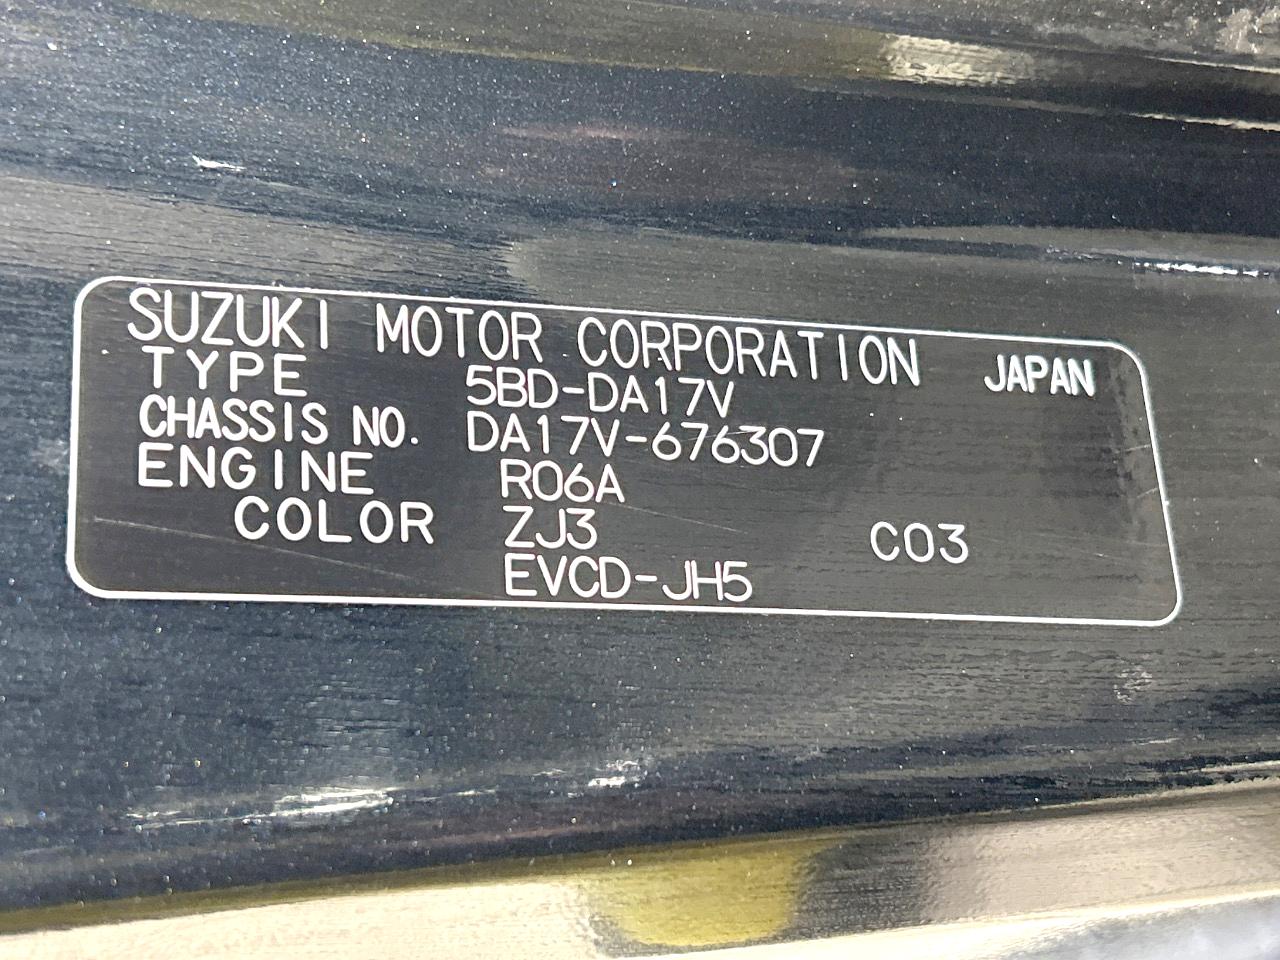 SUZUKI MOTOR CORPORATION JAPAN
TYPE 5BD-DA17V
CHASSIS NO. DA17V-676307
ENGINE R06A
COLOR ZJ3 C03
EVCD-JH5